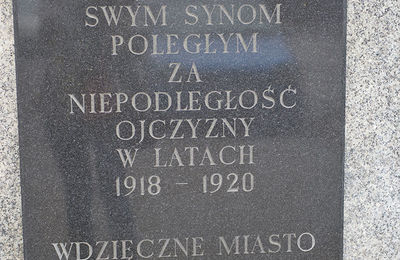 SWYM SYNOM
POLEGŁYM
ZA
NIEPODLEGŁOŚĆ
OJCZYZNY
W LATACH
1918 – 1920
WDZIĘCZNE MIASTO